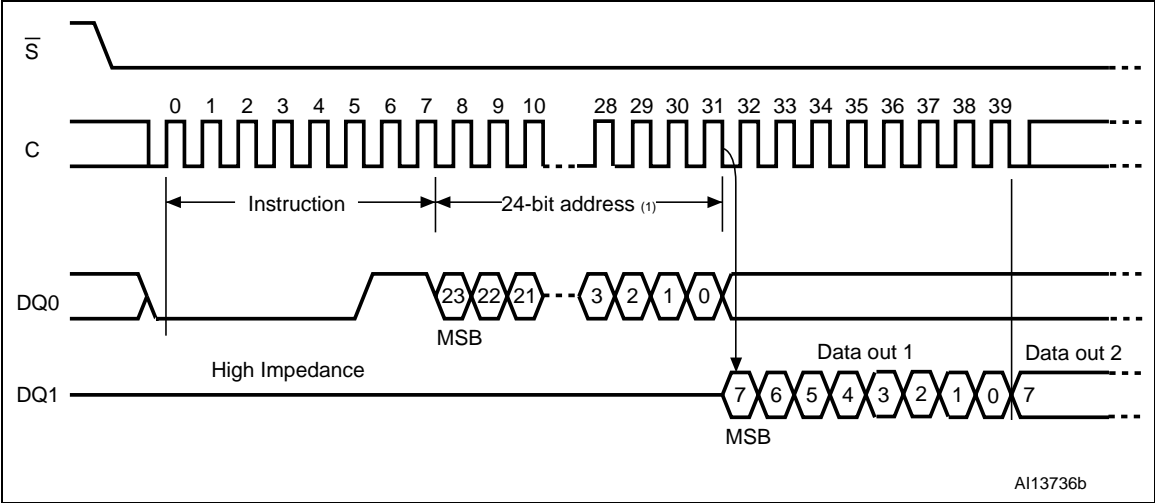 S̅
0 1 2 3 4 5 6 7 8 9 10 28 29 30 31 32 33 34 35 36 37 38 39
C
Instruction 24-bit address (1)
DQ0 23 22 21 3 2 1 0
MSB
High Impedance Data out 1 Data out 2
DQ1 7 6 5 4 3 2 1 0 7
MSB
AI13736b